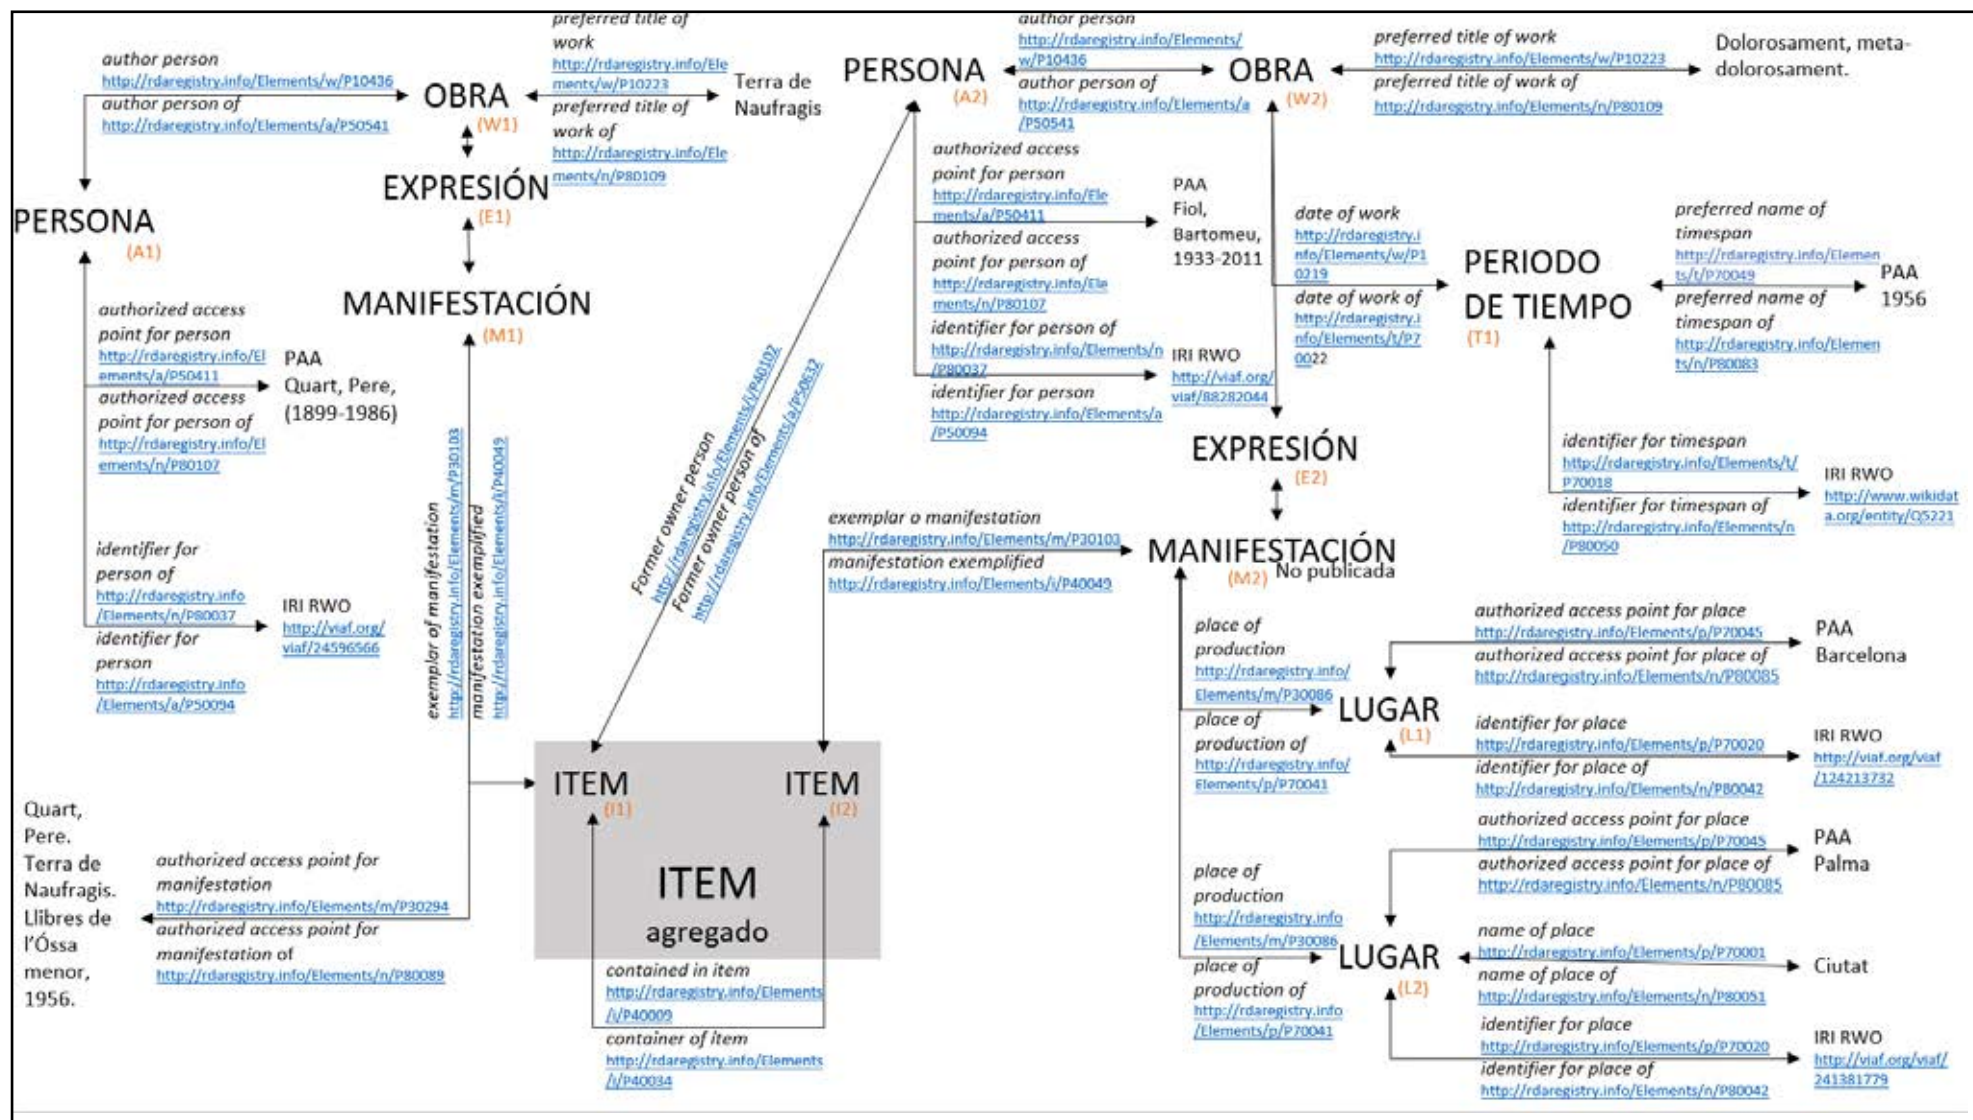 author person
http://rdaregistry.info/Elements/w/P10436
author person of
http://rdaregistry.info/Elements/a/P50541
OBRA
(W1)
preferred title of
work
http://rdaregistry.info/Ele
ments/w/P10223
preferred title of
work of
http://rdaregistry.info/Ele
ments/n/P80109
Terra de
Naufragis
EXPRESIÓN
(E1)
PERSONA
(A1)
MANIFESTACIÓN
(M1)
authorized access
point for person
http://rdaregistry.info/El
ements/a/P50411
authorized access
point for person of
http://rdaregistry.info/El
ements/n/P80107
PAA
Quart, Pere,
(1899-1986)
identifier for
person of
http://rdaregistry.info
/Elements/n/P80037
identifier for
person
http://rdaregistry.info
/Elements/a/P50094
IRI RWO
http://viaf.org/
viaf/24596566
exemplar of manifestation
http://rdaregistry.info/Elements/m/P30103
manifestation exemplified
http://rdaregistry.info/Elements/i/P40049
Quart,
Pere.
Terra de
Naufragis.
Llibres de
l'Óssa
menor,
1956.
authorized access point for
manifestation
http://rdaregistry.info/Elements/m/P30294
authorized access point for
manifestation of
http://rdaregistry.info/Elements/n/P80089
ITEM
(I1)
ITEM
(I2)
ITEM
agregado
contained in item
http://rdaregistry.info/Elements
/i/P40009
container of item
http://rdaregistry.info/Elements
/i/P40034
Former owner person
http://rdaregistry.info/Elements/i/P40102
Former owner person of
http://rdaregistry.info/Elements/a/P50632
PERSONA
(A2)
author person
http://rdaregistry.info/Elements/
w/P10436
author person of
http://rdaregistry.info/Elements/a
/P50541
OBRA
(W2)
preferred title of work
http://rdaregistry.info/Elements/w/P10223
preferred title of work of
http://rdaregistry.info/Elements/n/P80109
Dolorosament, meta-
dolorosament.
authorized access
point for person
http://rdaregistry.info/Ele
ments/a/P50411
authorized access
point for person of
http://rdaregistry.info/Ele
ments/n/P80107
PAA
Fiol,
Bartomeu,
1933-2011
identifier for person of
http://rdaregistry.info/Elements/n
/P80037
identifier for person
http://rdaregistry.info/Elements/a
/P50094
IRI RWO
http://viaf.org/
viaf/88282044
date of work
http://rdaregistry.i
nfo/Elements/w/P1
0219
date of work of
http://rdaregistry.i
nfo/Elements/t/P7
0022
PERIODO
DE TIEMPO
(T1)
preferred name of
timespan
http://rdaregistry.info/Elemen
ts/t/P70049
preferred name of
timespan of
http://rdaregistry.info/Elemen
ts/n/P80083
PAA
1956
identifier for timespan
http://rdaregistry.info/Elements/t/
P70018
identifier for timespan of
http://rdaregistry.info/Elements/n
/P80050
IRI RWO
http://www.wikidat
a.org/entity/Q5221
EXPRESIÓN
(E2)
exemplar o manifestation
http://rdaregistry.info/Elements/m/P30103
manifestation exemplified
http://rdaregistry.info/Elements/i/P40049
MANIFESTACIÓN
(M2) No publicada
place of
production
http://rdaregistry.info/
Elements/m/P30086
place of
production of
http://rdaregistry.info/
Elements/p/P70041
LUGAR
(L1)
authorized access point for place
http://rdaregistry.info/Elements/p/P70045
authorized access point for place of
http://rdaregistry.info/Elements/n/P80085
PAA
Barcelona
identifier for place
http://rdaregistry.info/Elements/p/P70020
identifier for place of
http://rdaregistry.info/Elements/n/P80042
IRI RWO
http://viaf.org/viaf
/124213732
place of
production
http://rdaregistry.info
/Elements/m/P30086
place of
production of
http://rdaregistry.info
/Elements/p/P70041
LUGAR
(L2)
authorized access point for place
http://rdaregistry.info/Elements/p/P70045
authorized access point for place of
http://rdaregistry.info/Elements/n/P80085
PAA
Palma
name of place
http://rdaregistry.info/Elements/p/P70001
name of place of
http://rdaregistry.info/Elements/n/P80051
Ciutat
identifier for place
http://rdaregistry.info/Elements/p/P70020
identifier for place of
http://rdaregistry.info/Elements/n/P80042
IRI RWO
http://viaf.org/viaf/
241381779